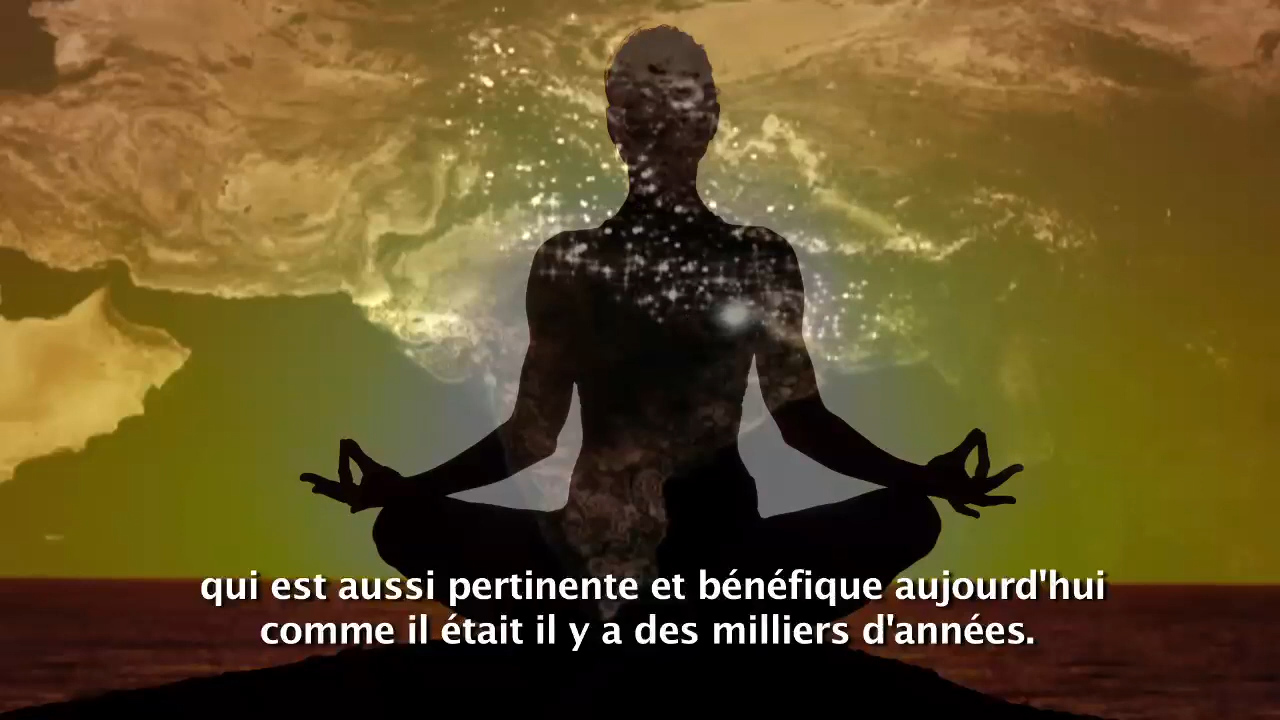 qui est aussi pertinente et bénéfique aujourd'hui
comme il était il y a des milliers d'années.